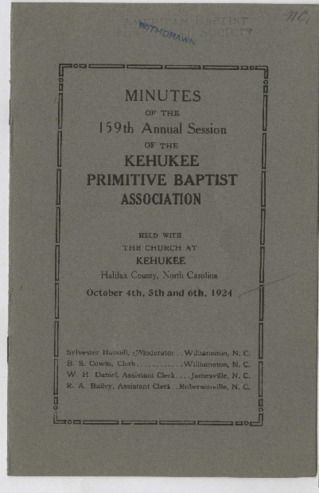 NC,
WITHDRAWN
MINUTES
OF THE
159th Annual Session
OF THE
KEHUKEE
PRIMITIVE BAPTIST
ASSOCIATION
HELD WITH
THE CHURCH AT
KEHUKEE
Halifax County, North Carolina
October 4th, 5th and 6th, 1924
Sylvester Hassell, Moderator .. Williamston, N. C.
B. S. Cowin, Clerk ............ Williamston, N. C.
W. H. Daniel, Assistant Clerk .... Jamesville, N. C.
R. A. Bailey, Assistant Clerk .. Robersonville, N. C.